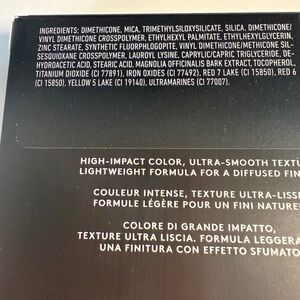 INGREDIENTS: DIMETHICONE, MICA, TRIMETHYLSILOXYSILICATE, SILICA, DIMETHICONE/
VINYL DIMETHICONE CROSSPOLYMER, ETHYLHEXYL PALMITATE, ETHYLHEXYLGLYCERIN,
ZINC STEARATE, SYNTHETIC FLUORPHLOGOPITE, VINYL DIMETHICONE/METHICONE SIL-
SESQUIOXANE CROSSPOLYMER, LAUROYL LYSINE, CAPRYLIC/CAPRIC TRIGLYCERIDE, DE-
HYDROACETIC ACID, STEARIC ACID, MAGNOLIA OFFICINALIS BARK EXTRACT, TOCOPHEROL,
TITANIUM DIOXIDE (CI 77891), IRON OXIDES (CI 77492), RED 7 LAKE (CI 15850), RED 6
(CI 15850), YELLOW 5 LAKE (CI 19140), ULTRAMARINES (CI 77007).
HIGH-IMPACT COLOR, ULTRA-SMOOTH TEXTU
LIGHTWEIGHT FORMULA FOR A DIFFUSED FIN
COULEUR INTENSE, TEXTURE ULTRA-LISSE
FORMULE LÉGÈRE POUR UN FINI NATURE
COLORE DI GRANDE IMPATTO,
TEXTURE ULTRA LISCIA. FORMULA LEGGERA
UNA FINITURA CON EFFETTO SFUMATO